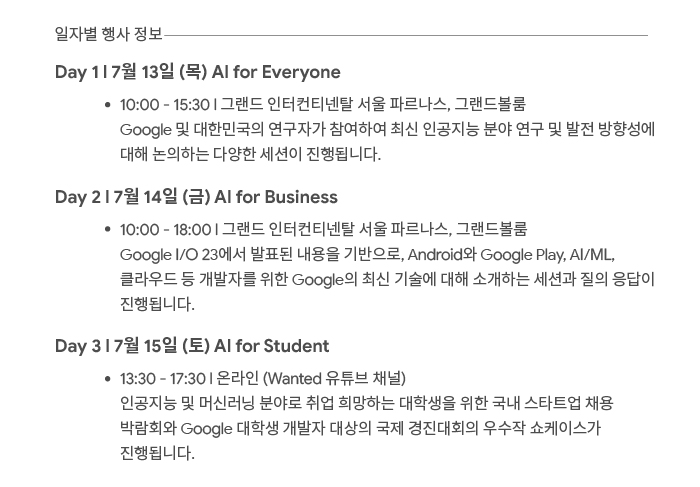 일자별 행사 정보
Day 1 | 7월 13일 (목) AI for Everyone
• 10:00 - 15:30 | 그랜드 인터컨티넨탈 서울 파르나스, 그랜드볼룸
Google 및 대한민국의 연구자가 참여하여 최신 인공지능 분야 연구 및 발전 방향성에
대해 논의하는 다양한 세션이 진행됩니다.
Day 2 | 7월 14일 (금) AI for Business
• 10:00 - 18:00 | 그랜드 인터컨티넨탈 서울 파르나스, 그랜드볼룸
Google I/O 23에서 발표된 내용을 기반으로, Android와 Google Play, AI/ML,
클라우드 등 개발자를 위한 Google의 최신 기술에 대해 소개하는 세션과 질의 응답이
진행됩니다.
Day 3 | 7월 15일 (토) AI for Student
• 13:30 - 17:30 | 온라인 (Wanted 유튜브 채널)
인공지능 및 머신러닝 분야로 취업 희망하는 대학생을 위한 국내 스타트업 채용
박람회와 Google 대학생 개발자 대상의 국제 경진대회의 우수작 쇼케이스가
진행됩니다.